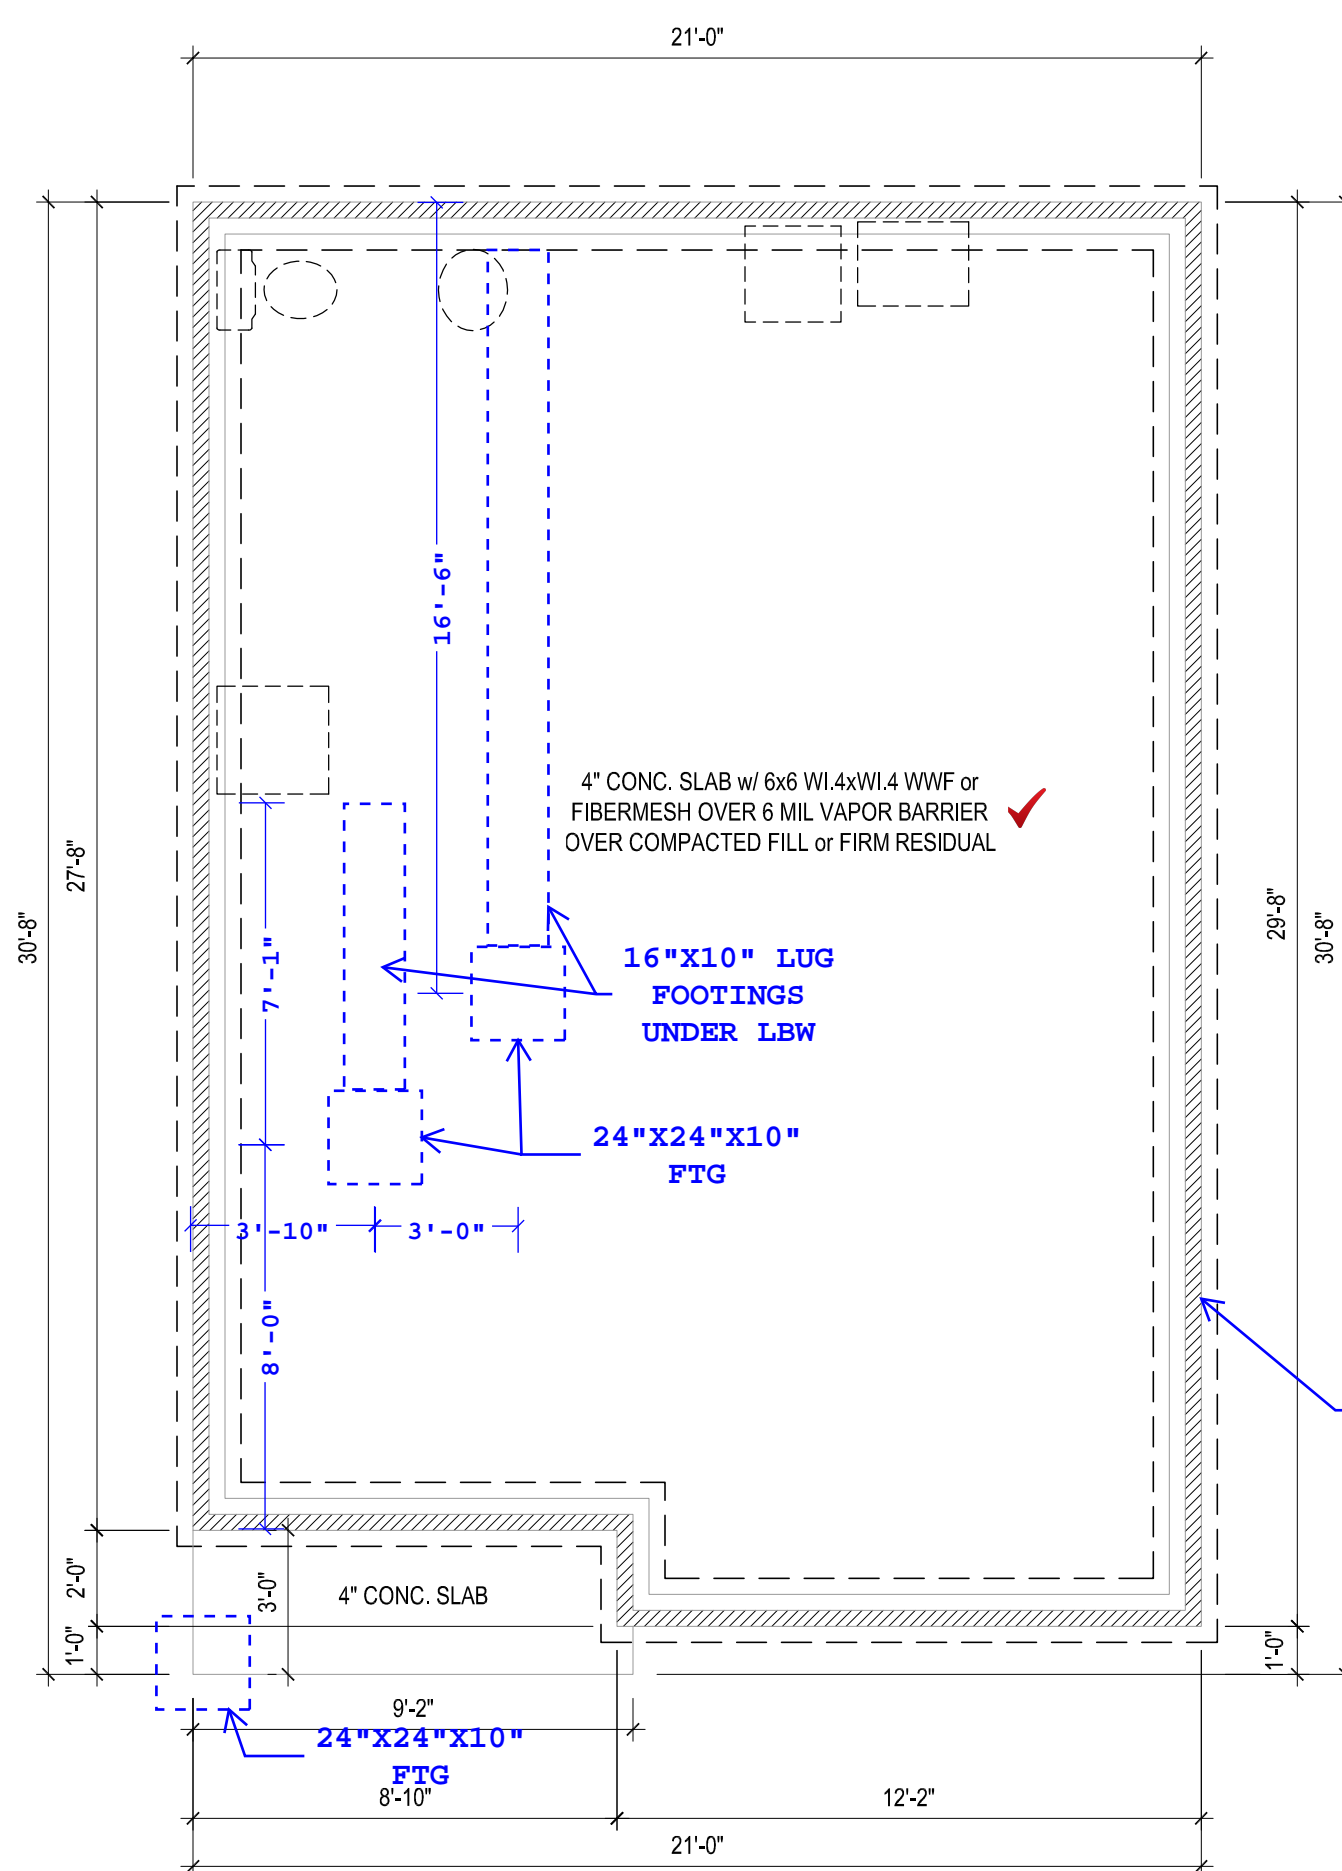 21'-0"
16'-6"
4" CONC. SLAB w/ 6x6 WI.4xWI.4 WWF or
FIBERMESH OVER 6 MIL VAPOR BARRIER
OVER COMPACTED FILL or FIRM RESIDUAL
27'-8"
30'-8"
29'-8"
30'-8"
7'-1"
16"X10" LUG
FOOTINGS
UNDER LBW
24"X24"X10"
FTG
3'-10"
3'-0"
8'-0"
2'-0"
3'-0"
4" CONC. SLAB
1'-0"
1'-0"
9'-2"
24"X24"X10"
FTG
8'-10"
12'-2"
21'-0"